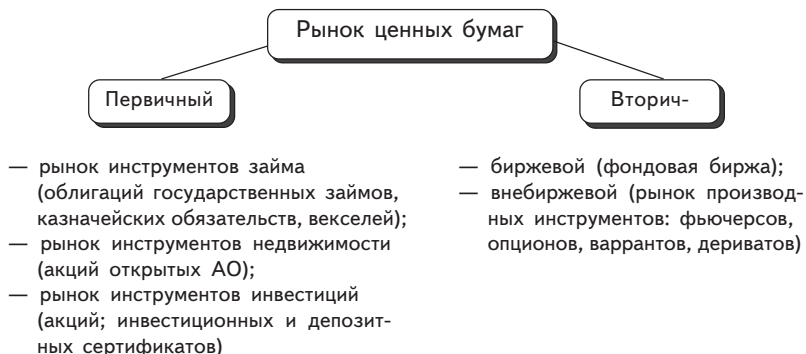 Рынок ценных бумаг
Первичный
— рынок инструментов займа
(облигаций государственных займов,
казначейских обязательств, векселей);
— рынок инструментов недвижимости
(акций открытых АО);
— рынок инструментов инвестиций
(акций; инвестиционных и депозит-
ных сертификатов)
Вторич-
— биржевой (фондовая биржа);
— внебиржевой (рынок производ-
ных инструментов: фьючерсов,
опционов, варрантов, дериватов)